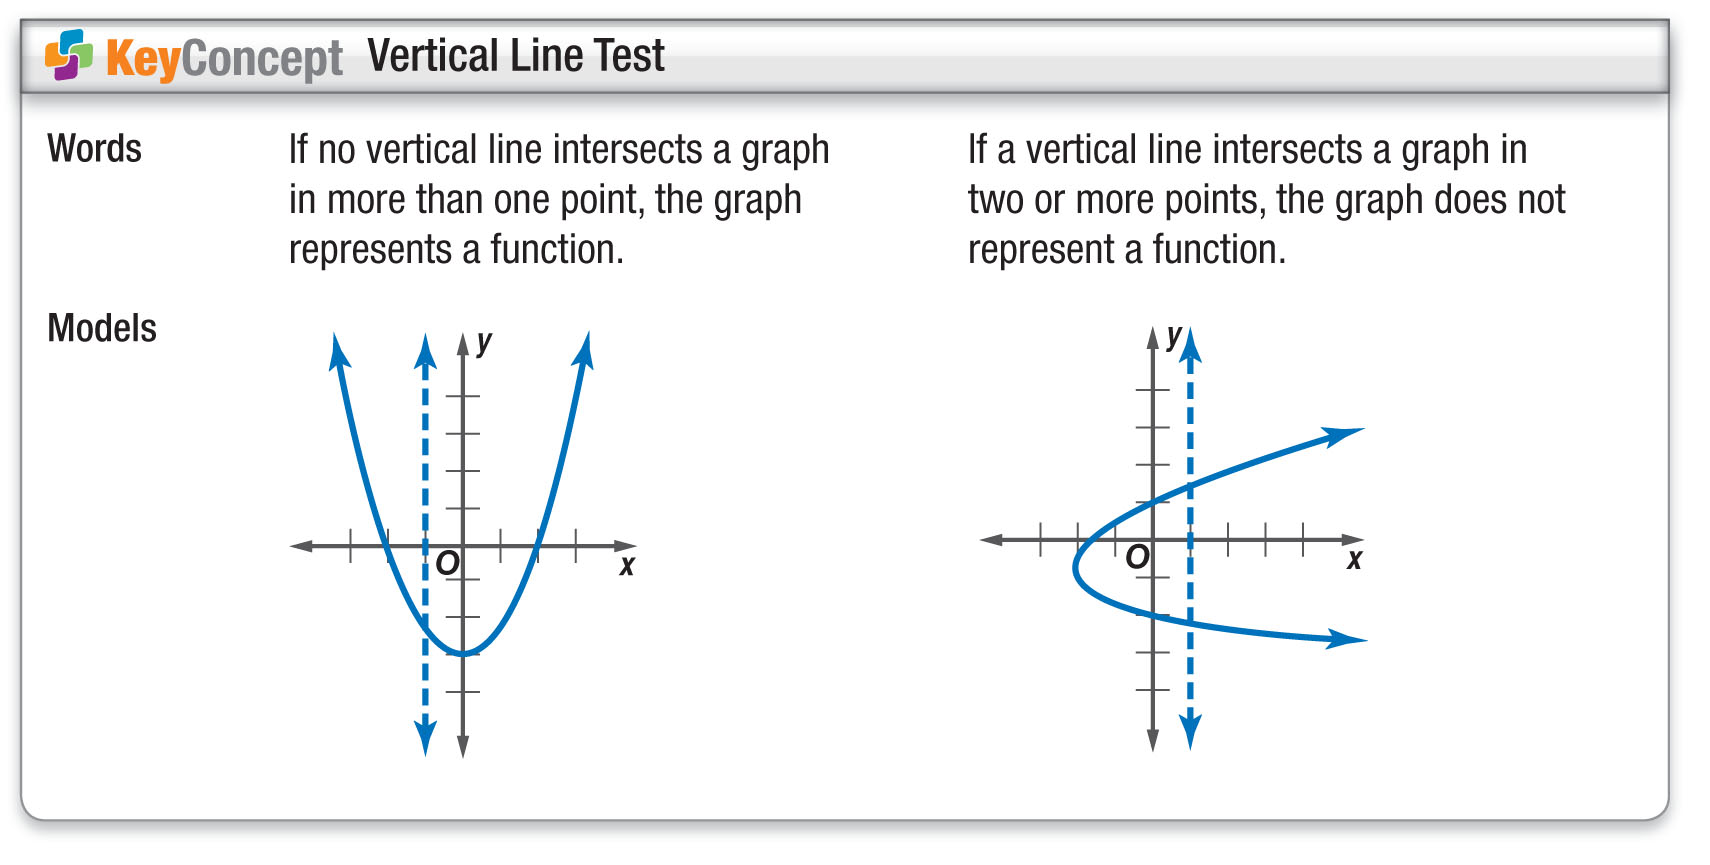 KeyConcept Vertical Line Test
Words
If no vertical line intersects a graph
in more than one point, the graph
represents a function.
If a vertical line intersects a graph in
two or more points, the graph does not
represent a function.
Models
y
O
x
y
O
x